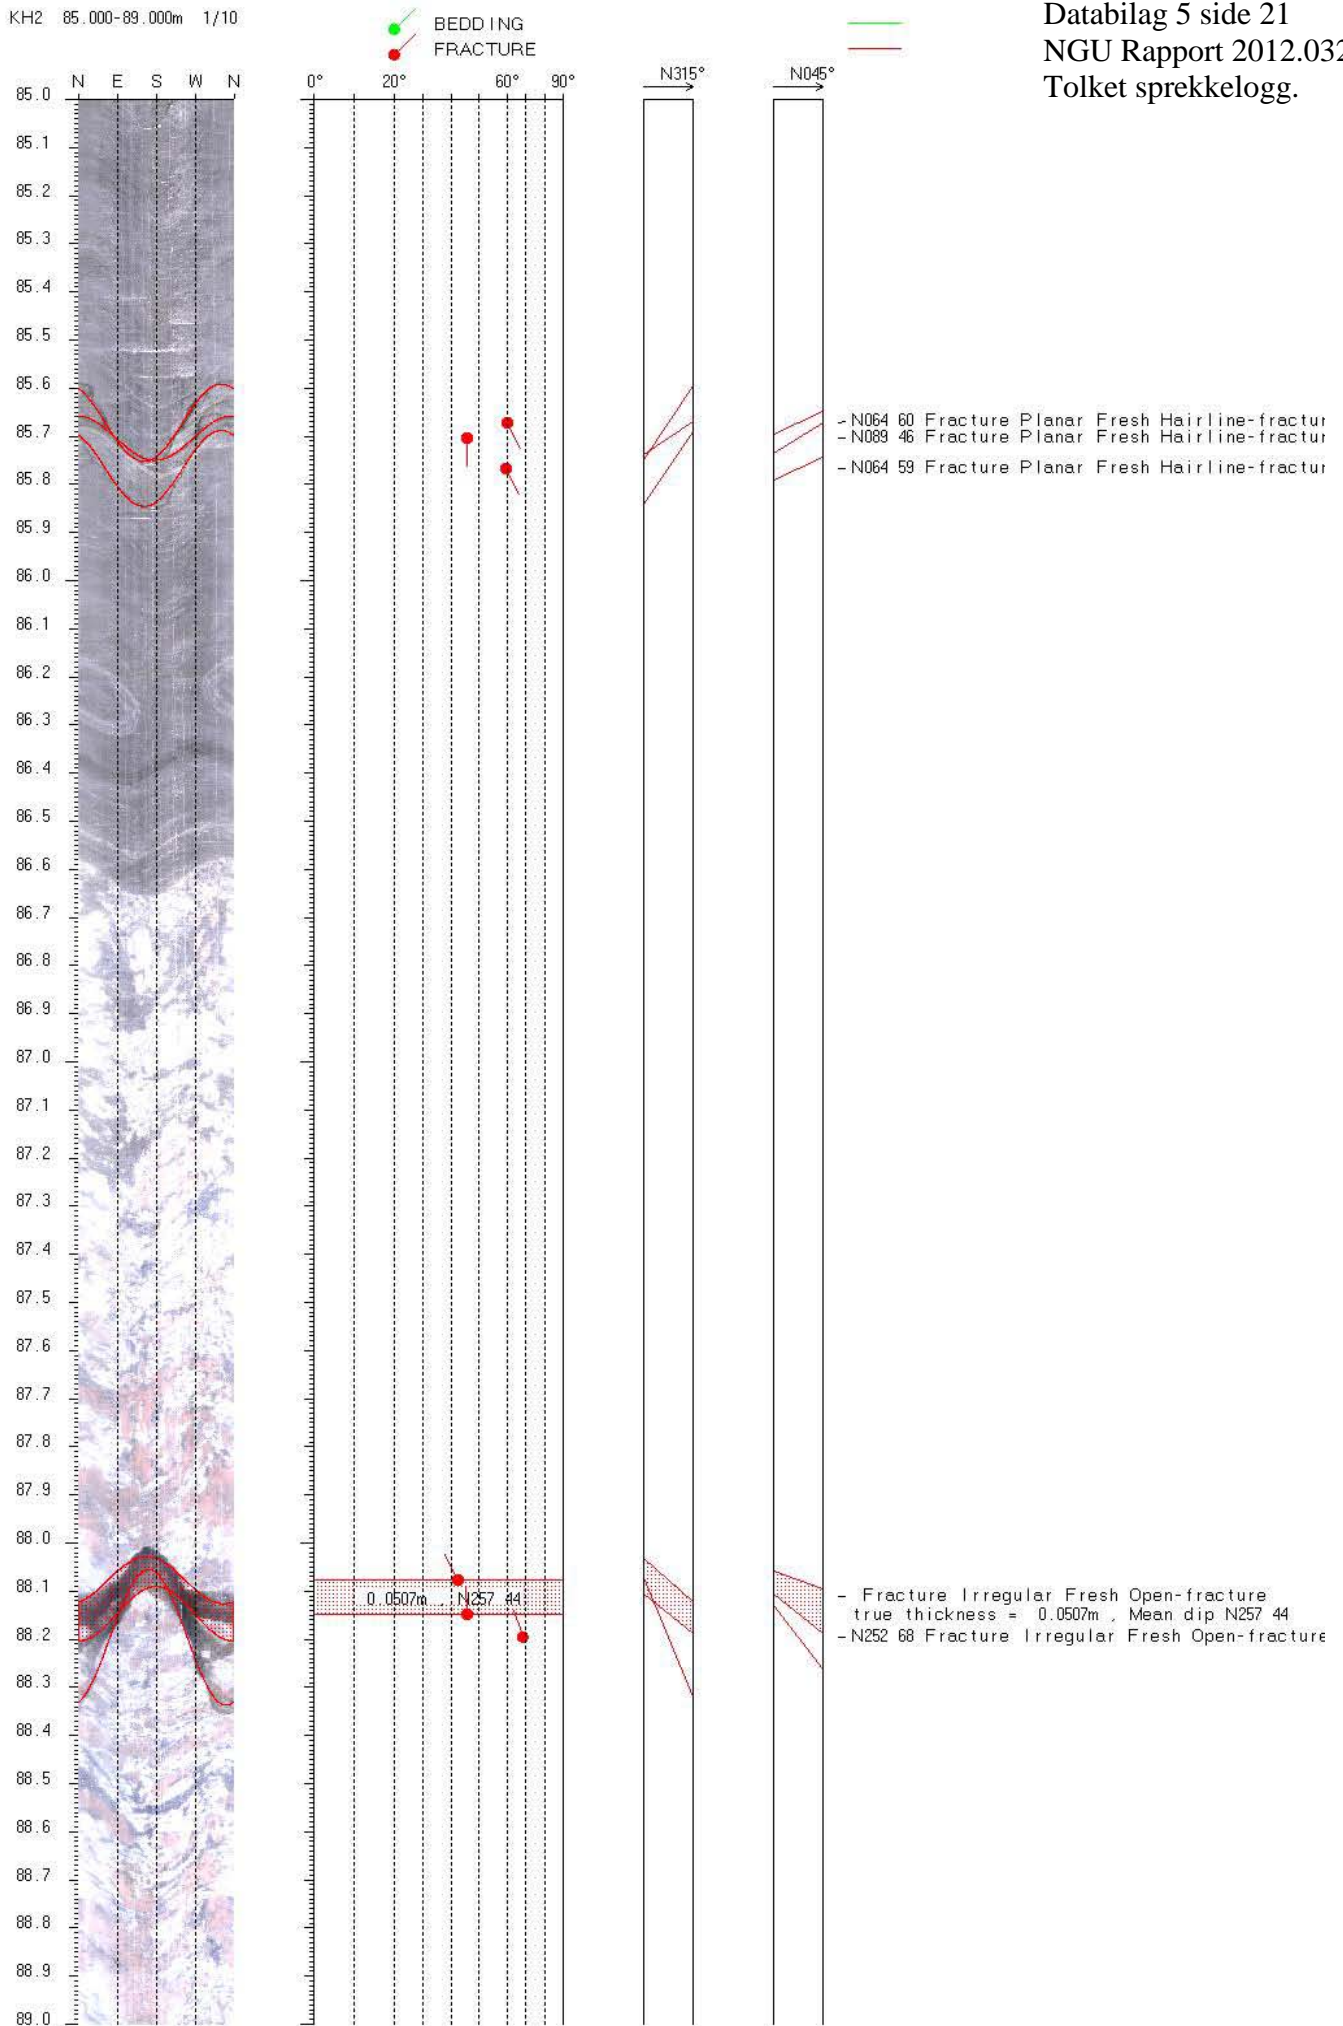 KH2 85.000-89.000m 1/10
BEDDING
FRACTURE
Databilag 5 side 21
NGU Rapport 2012.032
Tolket sprekkelogg.
N E S W N
0° 20° 60° 90°
N315°
N045°
85.0
85.1
85.2
85.3
85.4
85.5
85.6
85.7
- N064 60 Fracture Planar Fresh Hairline-fractur
- N089 46 Fracture Planar Fresh Hairline-fractur
- N064 59 Fracture Planar Fresh Hairline-fractur
85.8
85.9
86.0
86.1
86.2
86.3
86.4
86.5
86.6
86.7
86.8
86.9
87.0
87.1
87.2
87.3
87.4
87.5
87.6
87.7
87.8
87.9
88.0
88.1
0.0507m , N257 44
- Fracture Irregular Fresh Open-fracture
true thickness = 0.0507m , Mean dip N257 44
- N252 68 Fracture Irregular Fresh Open-fracture
88.2
88.3
88.4
88.5
88.6
88.7
88.8
88.9
89.0